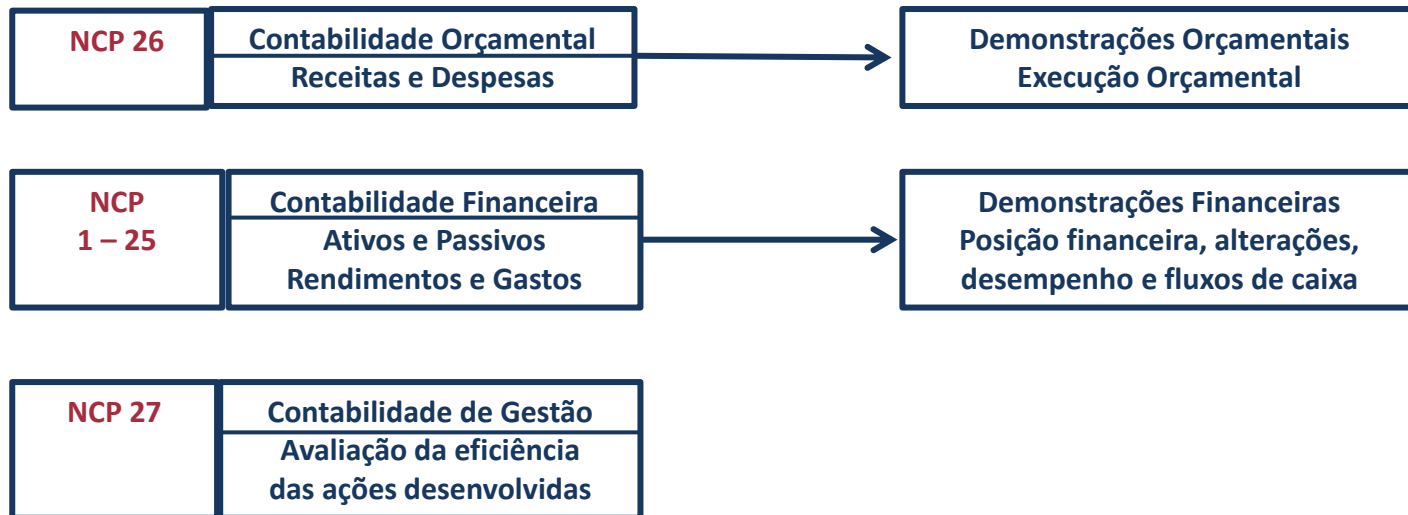 NCP 26
Contabilidade Orçamental
Receitas e Despesas
Demonstrações Orçamentais
Execução Orçamental
NCP
1 – 25
Contabilidade Financeira
Ativos e Passivos
Rendimentos e Gastos
Demonstrações Financeiras
Posição financeira, alterações,
desempenho e fluxos de caixa
NCP 27
Contabilidade de Gestão
Avaliação da eficiência
das ações desenvolvidas